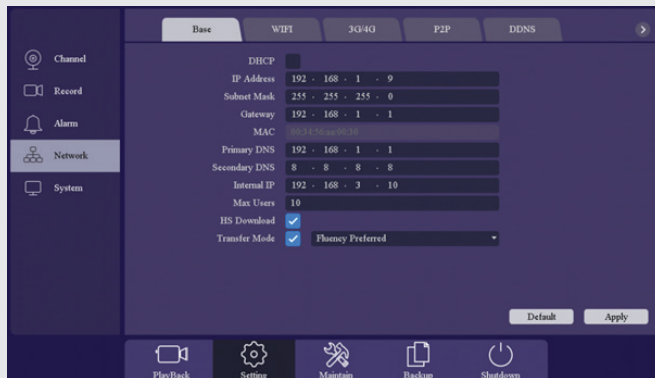 Base WIFI 3G/4G P2P DDNS
Channel
Record
Alarm
Network
System
DHCP
IP Address 192 . 168 . 1 . 9
Subnet Mask 255 . 255 . 255 . 0
Gateway 192 . 168 . 1 . 1
MAC
Primary DNS 192 . 168 . 1 . 1
Secondary DNS 8 . 8 . 8 . 8
Internal IP 192 . 168 . 3 . 10
Max Users 10
HS Download
Transfer Mode Fluency Preferred
Default Apply
PlayBack Setting Maintain Backup Shutdown